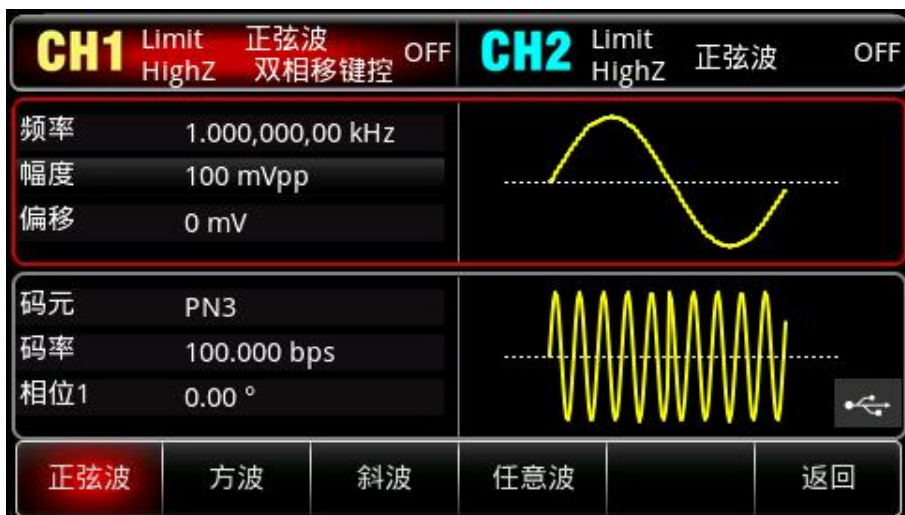 CH1 Limit 正弦波 OFF CH2 Limit 正弦波 OFF
HighZ 双相移键控 HighZ
频率 1.000,000,00 kHz
幅度 100 mVpp
偏移 0 mV
码元 PN3
码率 100.000 bps
相位1 0.00 °
正弦波 方波 斜波 任意波 返回